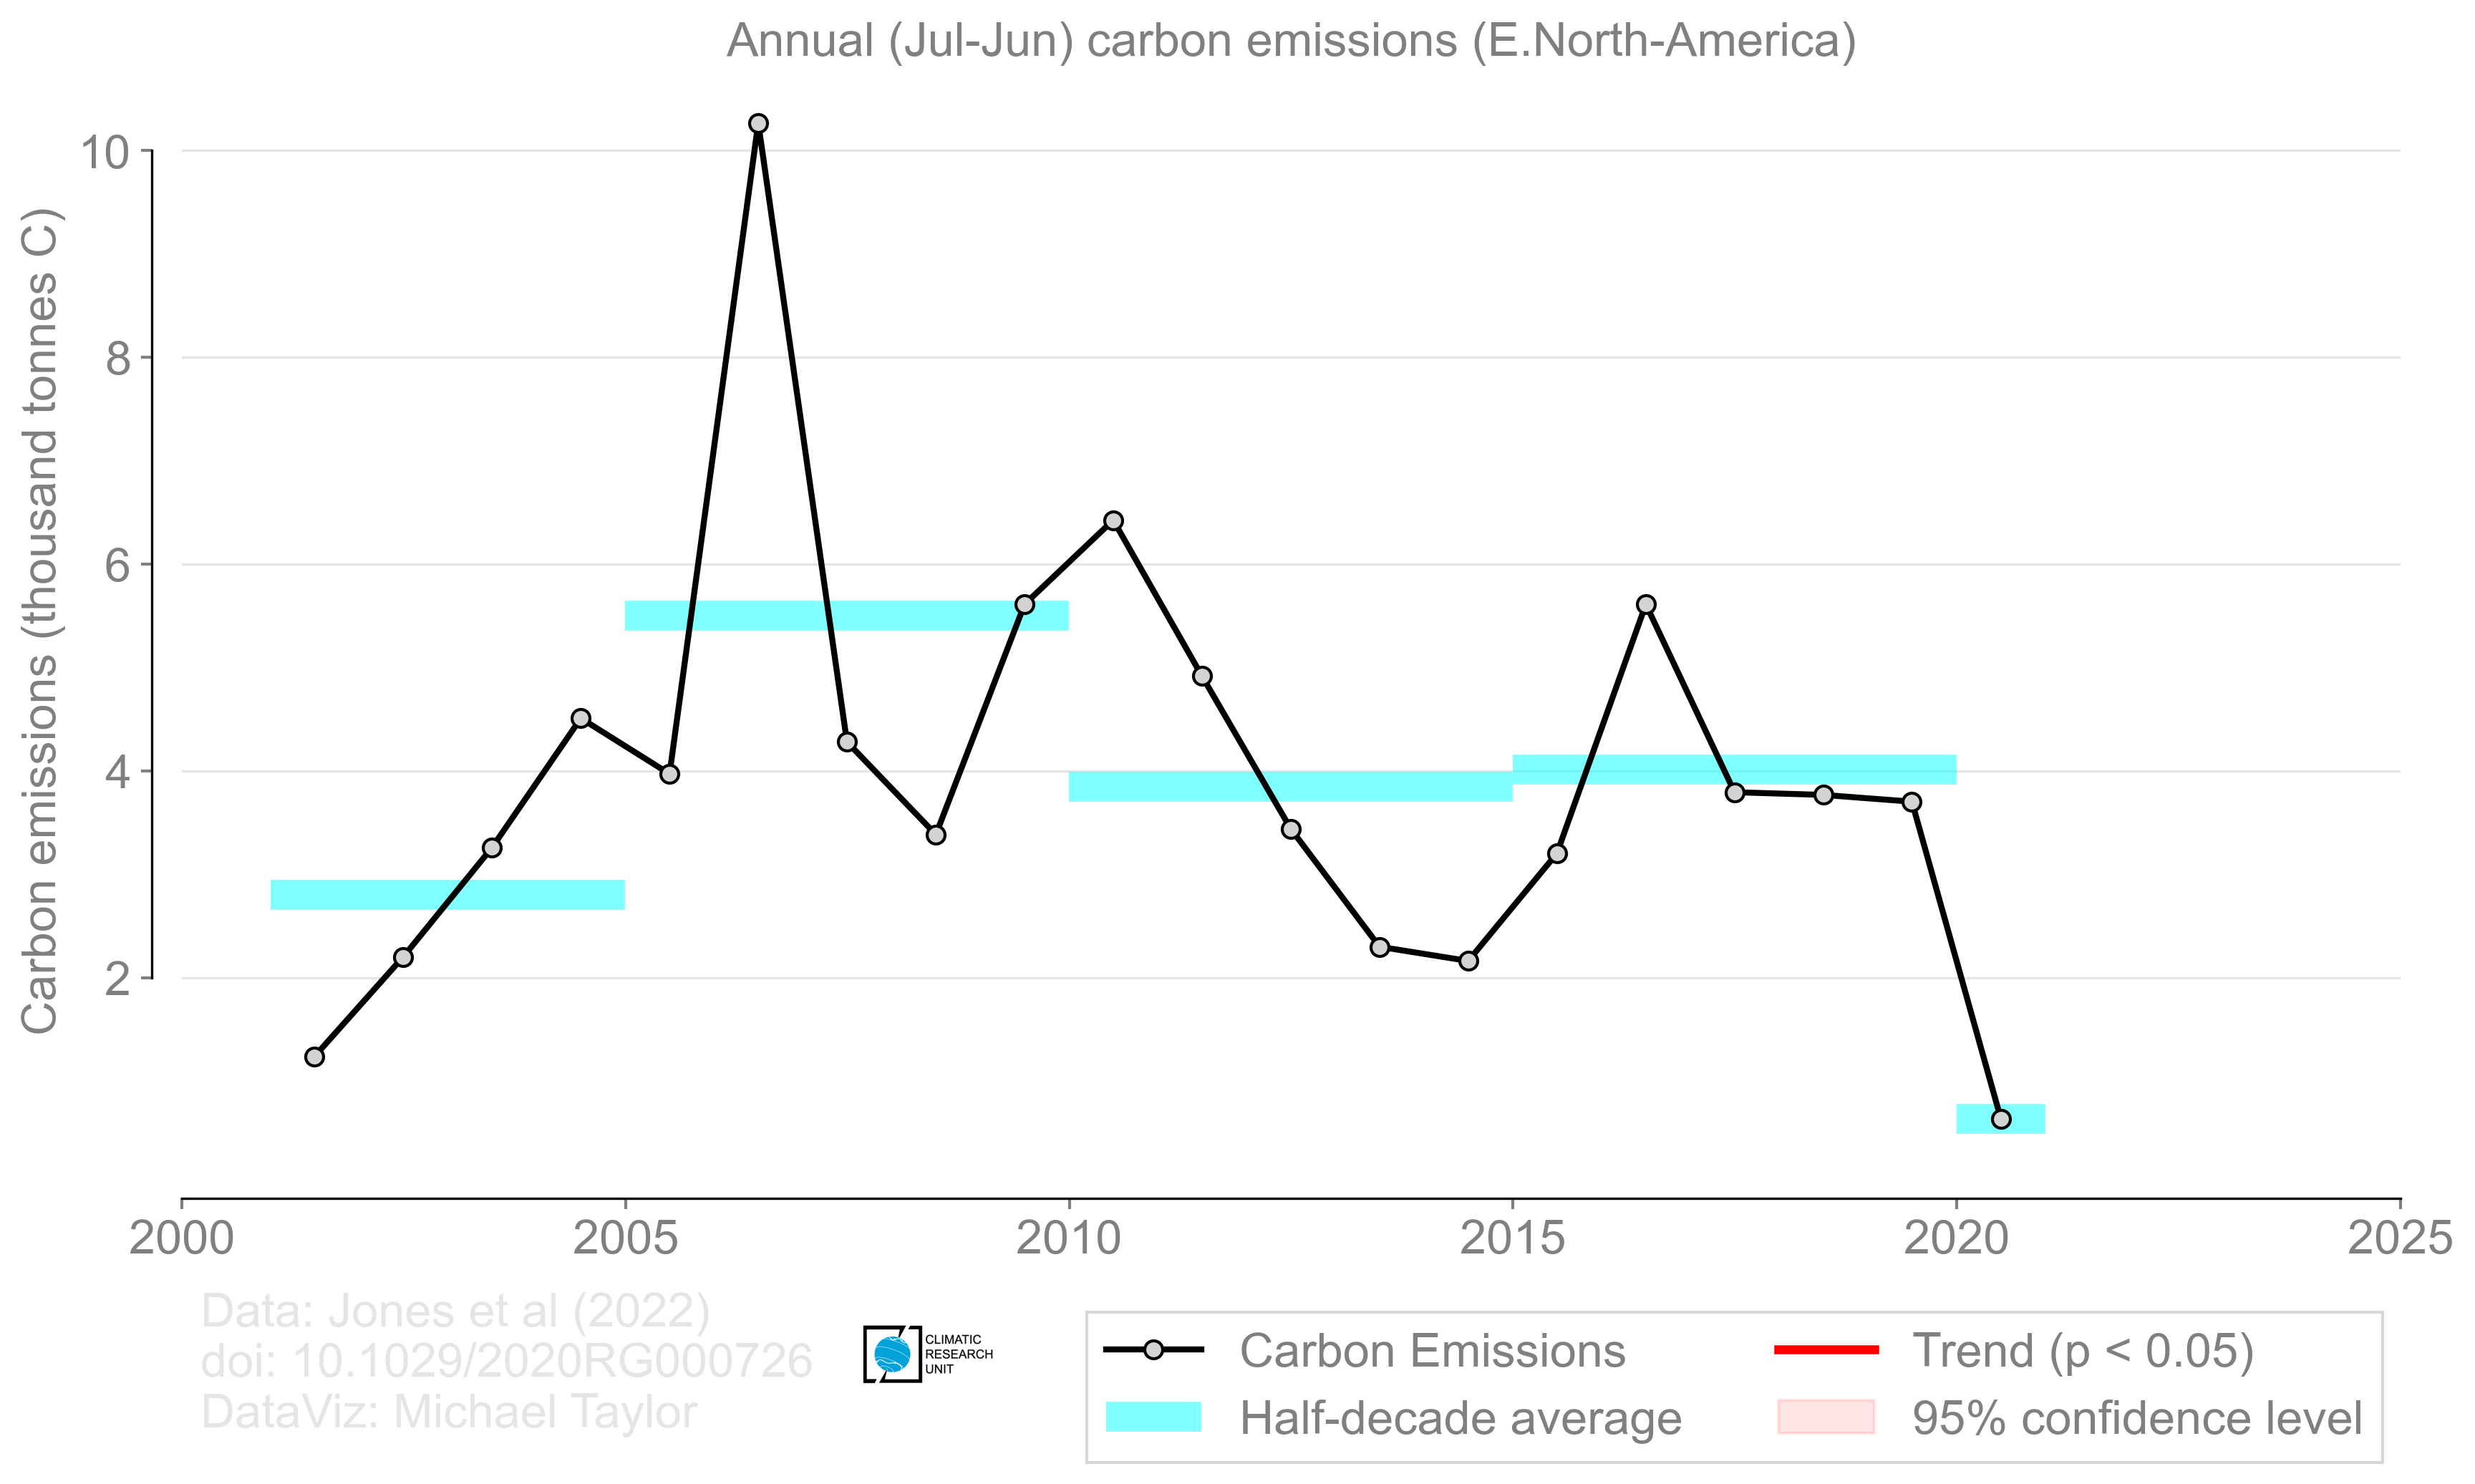 Annual (Jul-Jun) carbon emissions (E.North-America)
Carbon emissions (thousand tonnes C)
10
8
6
4
2
2000
2005
2010
2015
2020
2025
Data: Jones et al (2022)
doi: 10.1029/2020RG000726
DataViz: Michael Taylor
CLIMATIC
RESEARCH
UNIT
Carbon Emissions
Half-decade average
Trend (p < 0.05)
95% confidence level